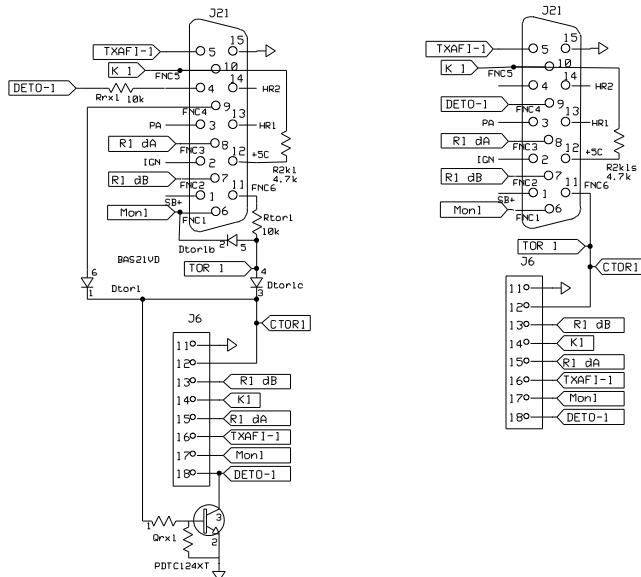 J21
TXAFI-1
5
15
K 1
FNC5
10
DETO-1
Rrx1 10k
4
14
HR2
FNC4
9
PA
3
13
HR1
R1 dA
FNC3
8
IGN
2
12
+5C
R2k1
4.7k
R1 dB
FNC2
7
11
FNC6
SB+
1
Mon1
FNC1
6
Rtor1
10k
Dtor1b
2
5
BAS21VD
TOR 1
4
6
1
Dtor1
Dtor1c
3
CTOR1
J6
11
12
13
R1 dB
14
K1
15
R1 dA
16
TXAFI-1
17
Mon1
18
DETO-1
1
Qrx1
3
2
PDTC124XT
J21
TXAFI-1
5
15
K 1
FNC5
10
4
14
HR2
DETO-1
FNC4
9
PA
3
13
HR1
R1 dA
FNC3
8
IGN
2
12
+5C
R2k1s
4.7k
R1 dB
FNC2
7
11
FNC6
SB+
1
Mon1
FNC1
6
TOR 1
J6
CTOR1
11
12
13
R1 dB
14
K1
15
R1 dA
16
TXAFI-1
17
Mon1
18
DETO-1